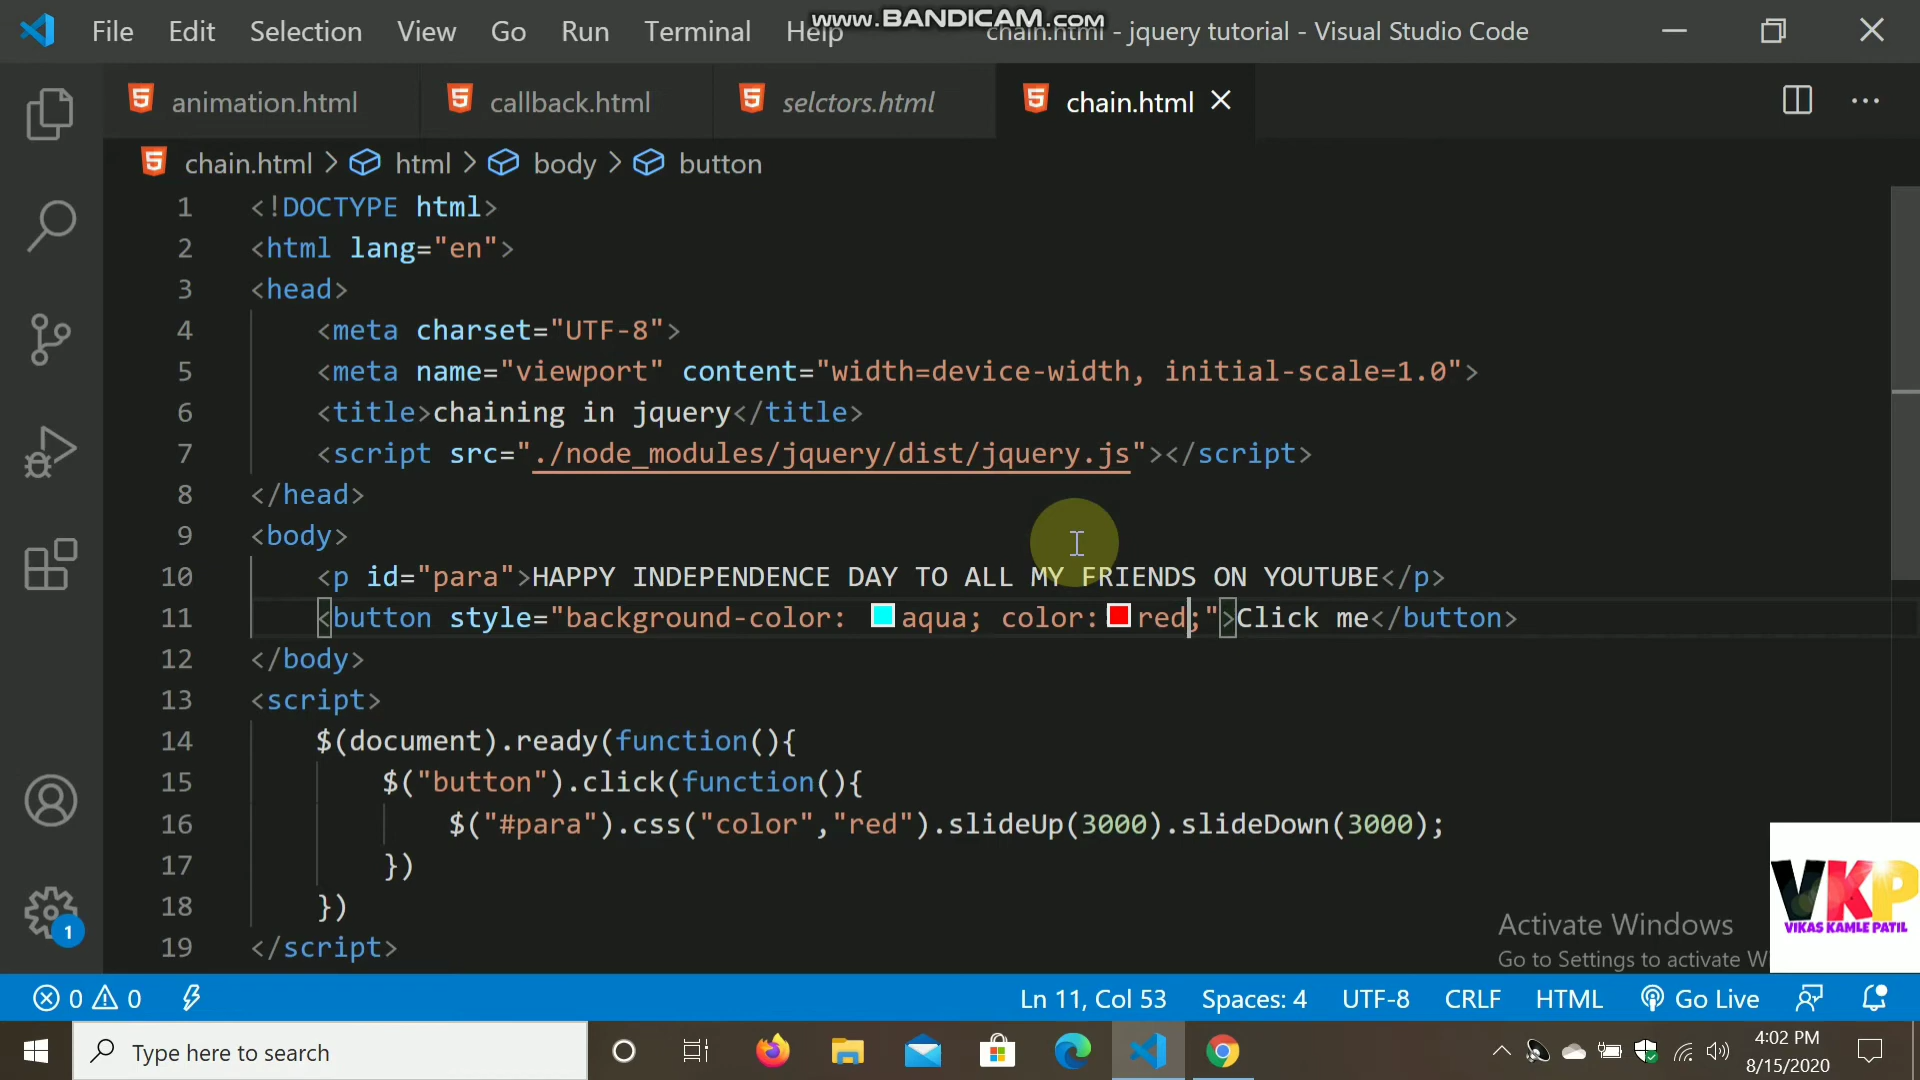 File Edit Selection View Go Run Terminal Help chain.html - jquery tutorial - Visual Studio Code
www.BANDICAM.com
animation.html callback.html selctors.html chain.html
chain.html > html > body > button
1 <!DOCTYPE html>
2 <html lang="en">
3 <head>
4 <meta charset="UTF-8">
5 <meta name="viewport" content="width=device-width, initial-scale=1.0">
6 <title>chaining in jquery</title>
7 <script src="./node_modules/jquery/dist/jquery.js"></script>
8 </head>
9 <body>
10 <p id="para">HAPPY INDEPENDENCE DAY TO ALL MY FRIENDS ON YOUTUBE</p>
11 <button style="background-color: aqua; color:red;">Click me</button>
12 </body>
13 <script>
14 $(document).ready(function(){
15 $("button").click(function(){
16 $("#para").css("color","red").slideUp(3000).slideDown(3000);
17 })
18 })
19 </script>
1
Activate Windows
Go to Settings to activate W
VKP
VIKAS KAMLE PATIL
0 0 Ln 11, Col 53 Spaces: 4 UTF-8 CRLF HTML Go Live
Type here to search
4:02 PM
8/15/2020